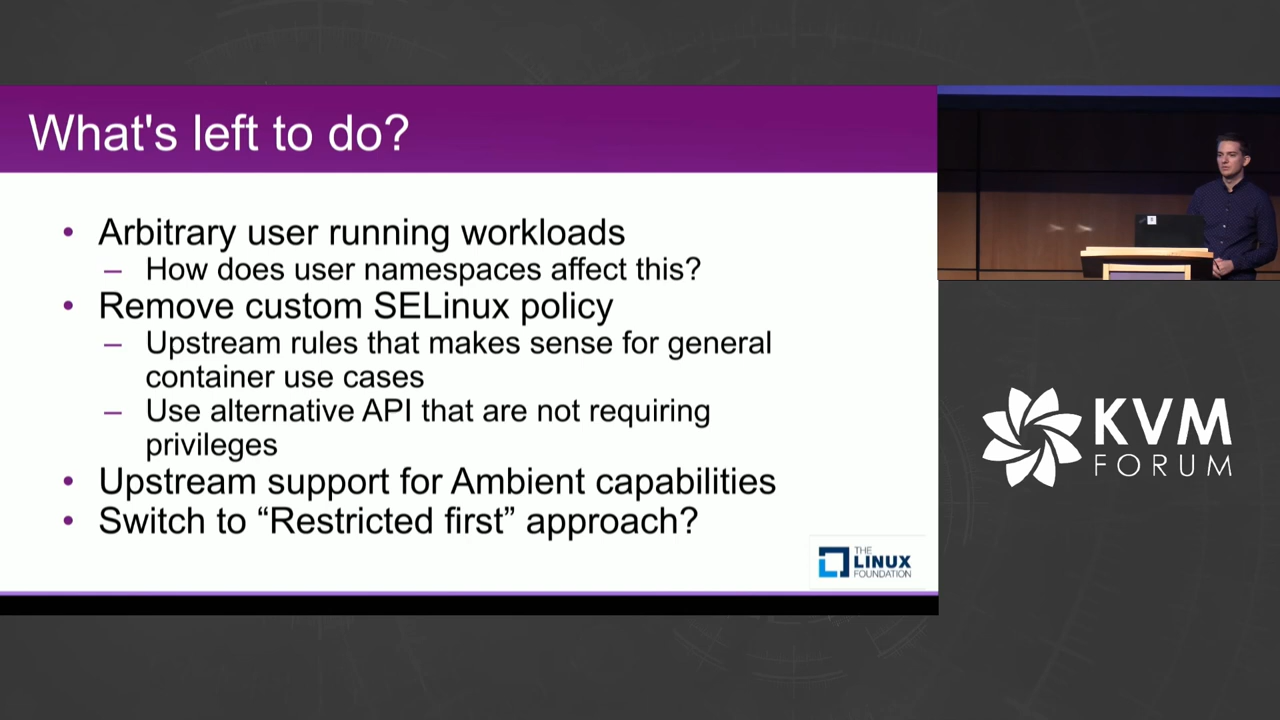 What's left to do?
• Arbitrary user running workloads
– How does user namespaces affect this?
• Remove custom SELinux policy
– Upstream rules that makes sense for general
container use cases
– Use alternative API that are not requiring
privileges
• Upstream support for Ambient capabilities
• Switch to “Restricted first” approach?
THE
LINUX
FOUNDATION
KVM
FORUM